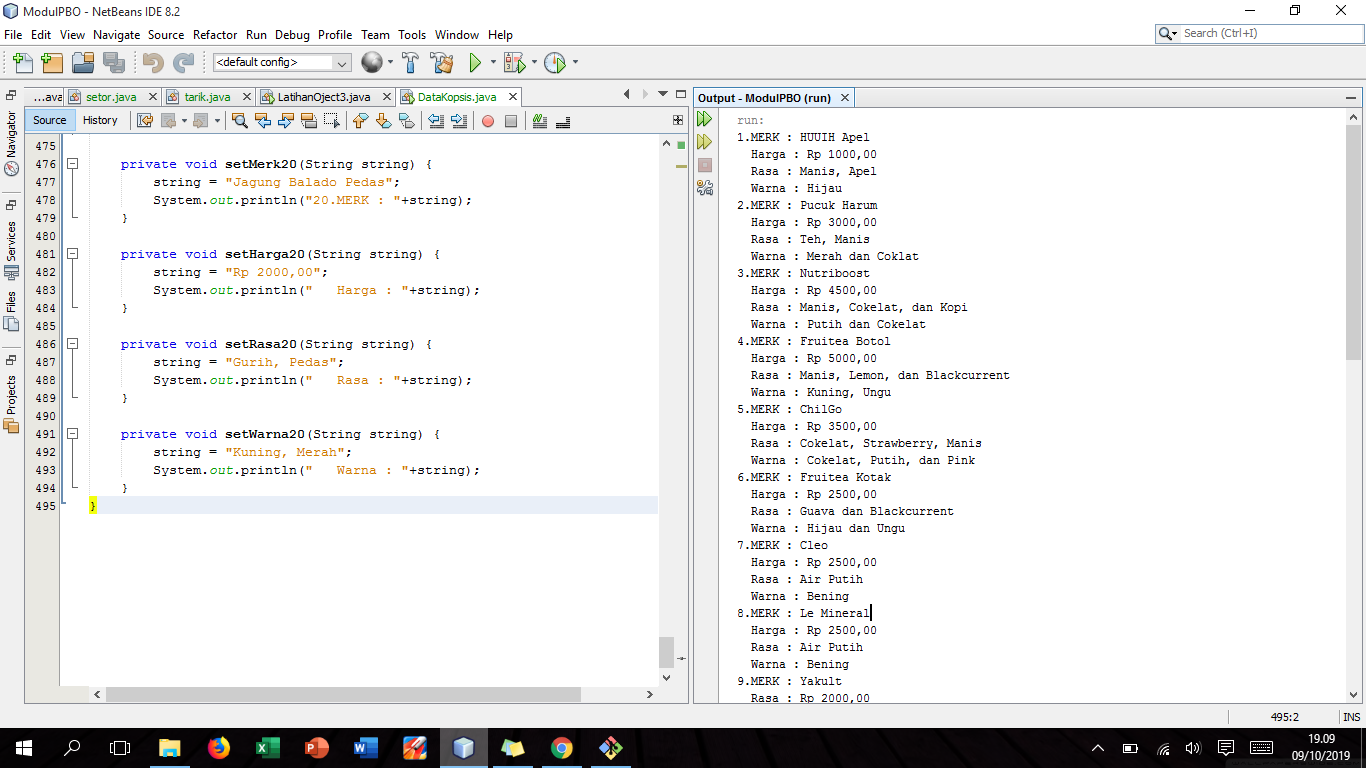 ModulPBO - NetBeans IDE 8.2
File Edit View Navigate Source Refactor Run Debug Profile Team Tools Window Help
Search (Ctrl+I)
<default config>
...ava setor.java tarik.java LatihanOject3.java DataKopsis.java
Source History
Navigator
Services
Files
Projects
475
476 private void setMerk20(String string) {
477 string = "Jagung Balado Pedas";
478 System.out.println("20.MERK : "+string);
479 }
480
481 private void setHarga20(String string) {
482 string = "Rp 2000,00";
483 System.out.println("   Harga : "+string);
484 }
485
486 private void setRasa20(String string) {
487 string = "Gurih, Pedas";
488 System.out.println("   Rasa : "+string);
489 }
490
491 private void setWarna20(String string) {
492 string = "Kuning, Merah";
493 System.out.println("   Warna : "+string);
494 }
495 }
Output - ModulPBO (run)
run:
1.MERK : HUUIH Apel
Harga : Rp 1000,00
Rasa : Manis, Apel
Warna : Hijau
2.MERK : Pucuk Harum
Harga : Rp 3000,00
Rasa : Teh, Manis
Warna : Merah dan Coklat
3.MERK : Nutriboost
Harga : Rp 4500,00
Rasa : Manis, Cokelat, dan Kopi
Warna : Putih dan Cokelat
4.MERK : Fruitea Botol
Harga : Rp 5000,00
Rasa : Manis, Lemon, dan Blackcurrent
Warna : Kuning, Ungu
5.MERK : ChilGo
Harga : Rp 3500,00
Rasa : Cokelat, Strawberry, Manis
Warna : Cokelat, Putih, dan Pink
6.MERK : Fruitea Kotak
Harga : Rp 2500,00
Rasa : Guava dan Blackcurrent
Warna : Hijau dan Ungu
7.MERK : Cleo
Harga : Rp 2500,00
Rasa : Air Putih
Warna : Bening
8.MERK : Le Mineral
Harga : Rp 2500,00
Rasa : Air Putih
Warna : Bening
9.MERK : Yakult
Rasa : Rp 2000,00
495:2 INS
19.09
09/10/2019